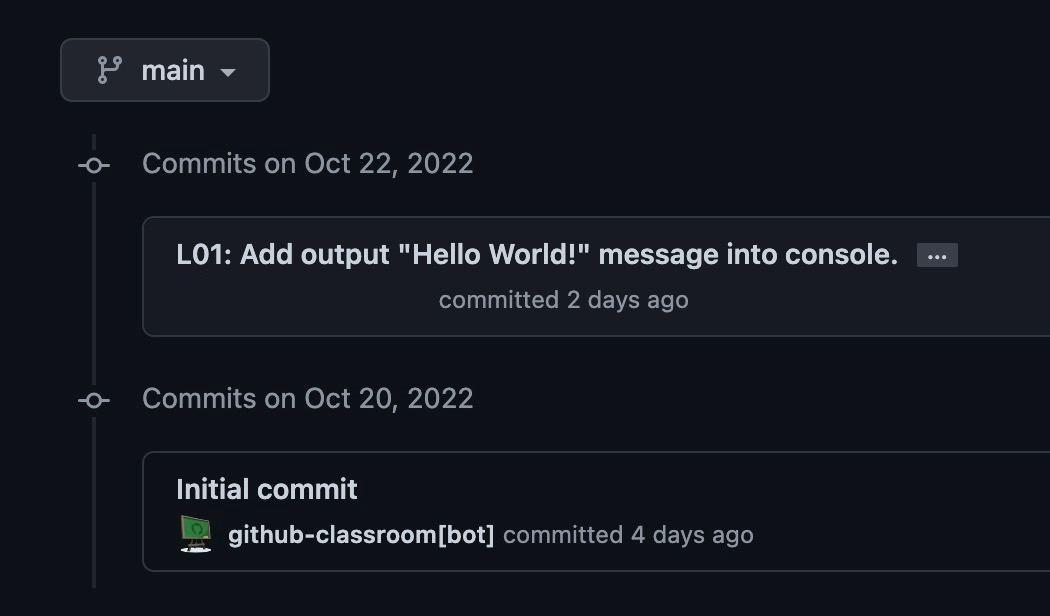 main
Commits on Oct 22, 2022
L01: Add output "Hello World!" message into console. ...
committed 2 days ago
Commits on Oct 20, 2022
Initial commit
github-classroom[bot] committed 4 days ago